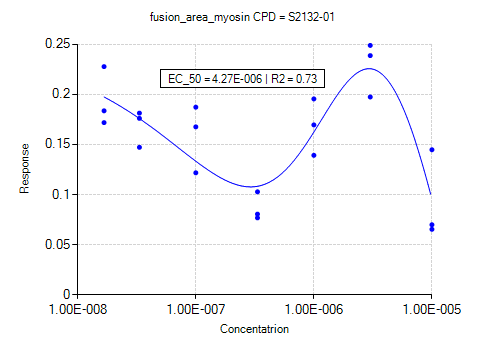 fusion_area_myosin CPD = S2132-01
0.25
EC_50 = 4.27E-006 | R2 = 0.73
0.2
0.15
Response
0.1
0.05
0
1.00E-008 1.00E-007 1.00E-006 1.00E-005
Concentatrion